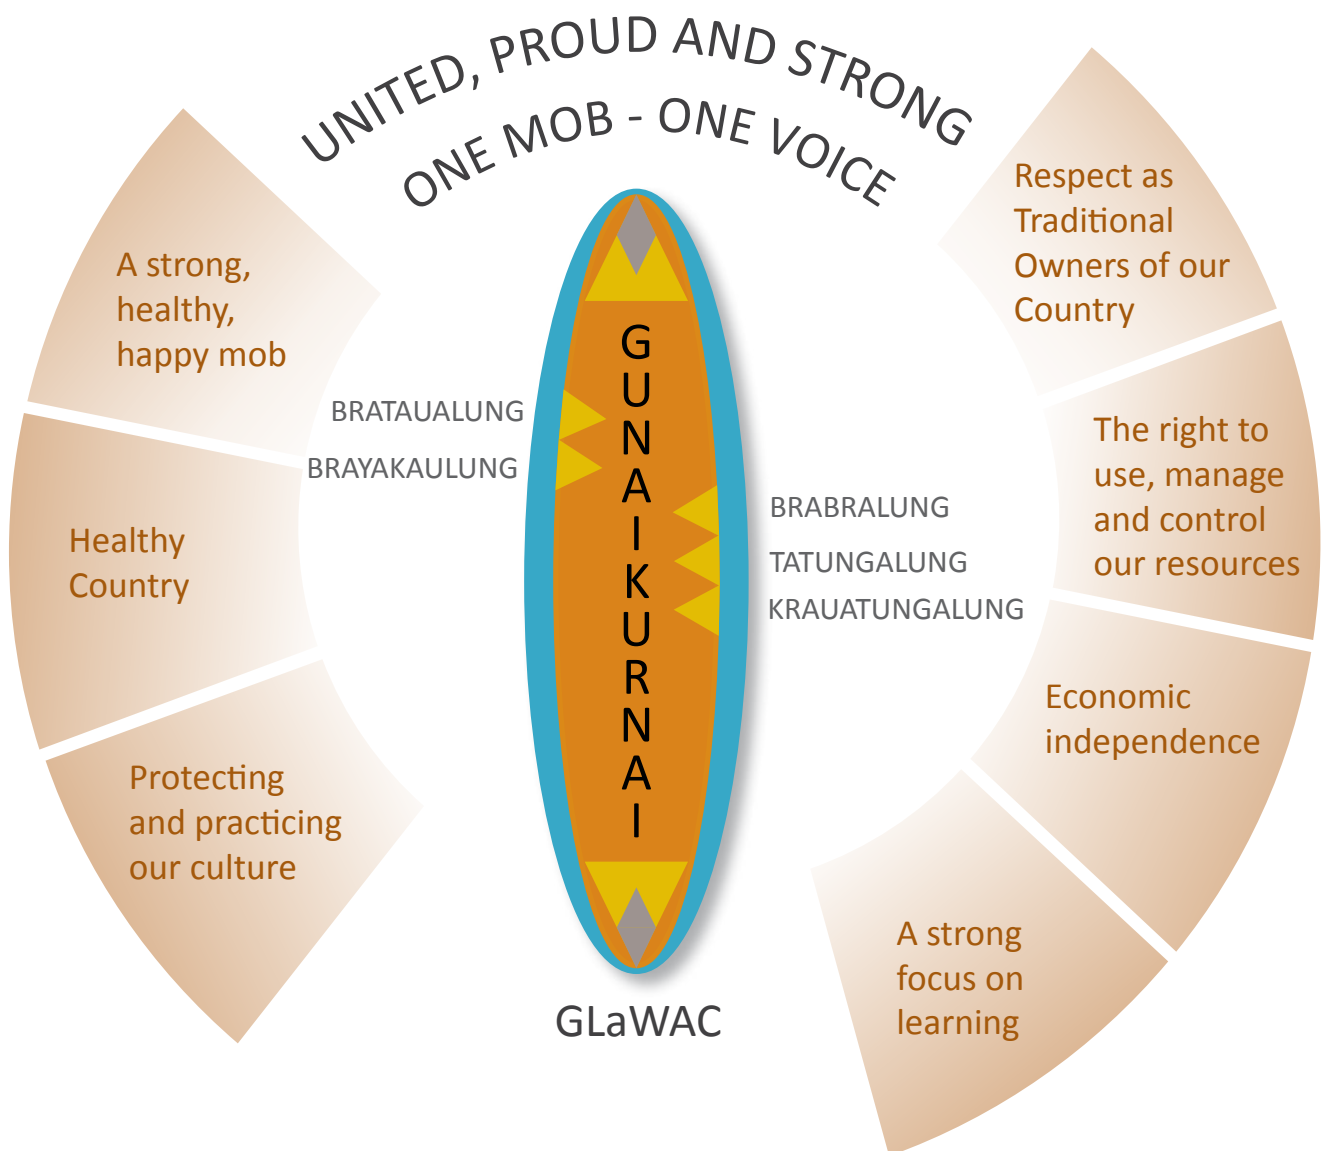 UNITED, PROUD AND STRONG
ONE MOB - ONE VOICE
A strong,
healthy,
happy mob
Healthy
Country
Protecting
and practicing
our culture
BRATAUALUNG
BRAYAKAULUNG
GUNAIKURNAI
BRABRALUNG
TATUNGALUNG
KRAUATUNGALUNG
GLaWAC
Respect as
Traditional
Owners of our
Country
The right to
use, manage
and control
our resources
Economic
independence
A strong
focus on
learning